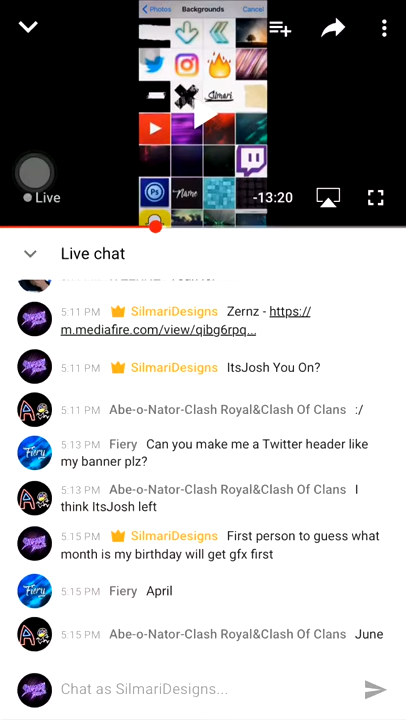 Photos Backgrounds Cancel
Silmari
Ps
Name
Live -13:20
Live chat
5:11 PM SilmariDesigns Zernz - https://
m.mediafire.com/view/qibg6rpq...
5:11 PM SilmariDesigns ItsJosh You On?
5:11 PM Abe-o-Nator-Clash Royal&Clash Of Clans :/
5:13 PM Fiery Can you make me a Twitter header like
my banner plz?
5:13 PM Abe-o-Nator-Clash Royal&Clash Of Clans I
think ItsJosh left
5:15 PM SilmariDesigns First person to guess what
month is my birthday will get gfx first
5:15 PM Fiery April
5:15 PM Abe-o-Nator-Clash Royal&Clash Of Clans June
Chat as SilmariDesigns...